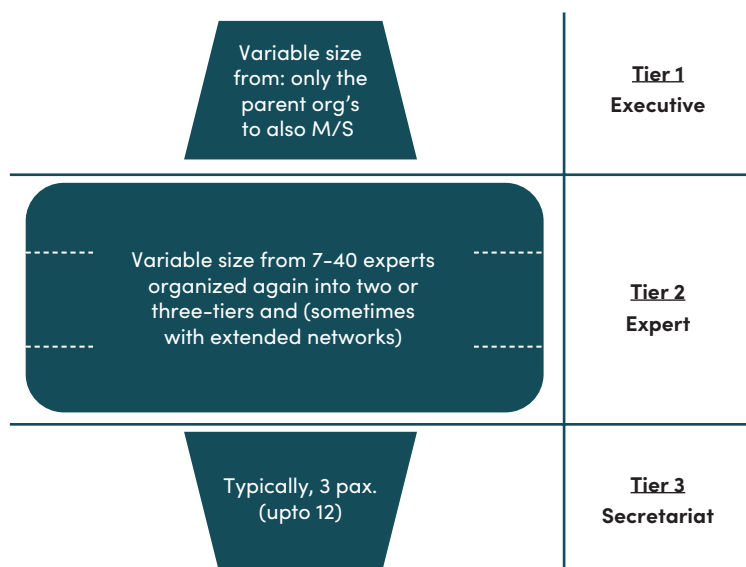 Variable size
from: only the
parent org's
to also M/S
Tier 1
Executive
Variable size from 7-40 experts
organized again into two or
three-tiers and (sometimes
with extended networks)
Tier 2
Expert
Typically, 3 pax.
(upto 12)
Tier 3
Secretariat